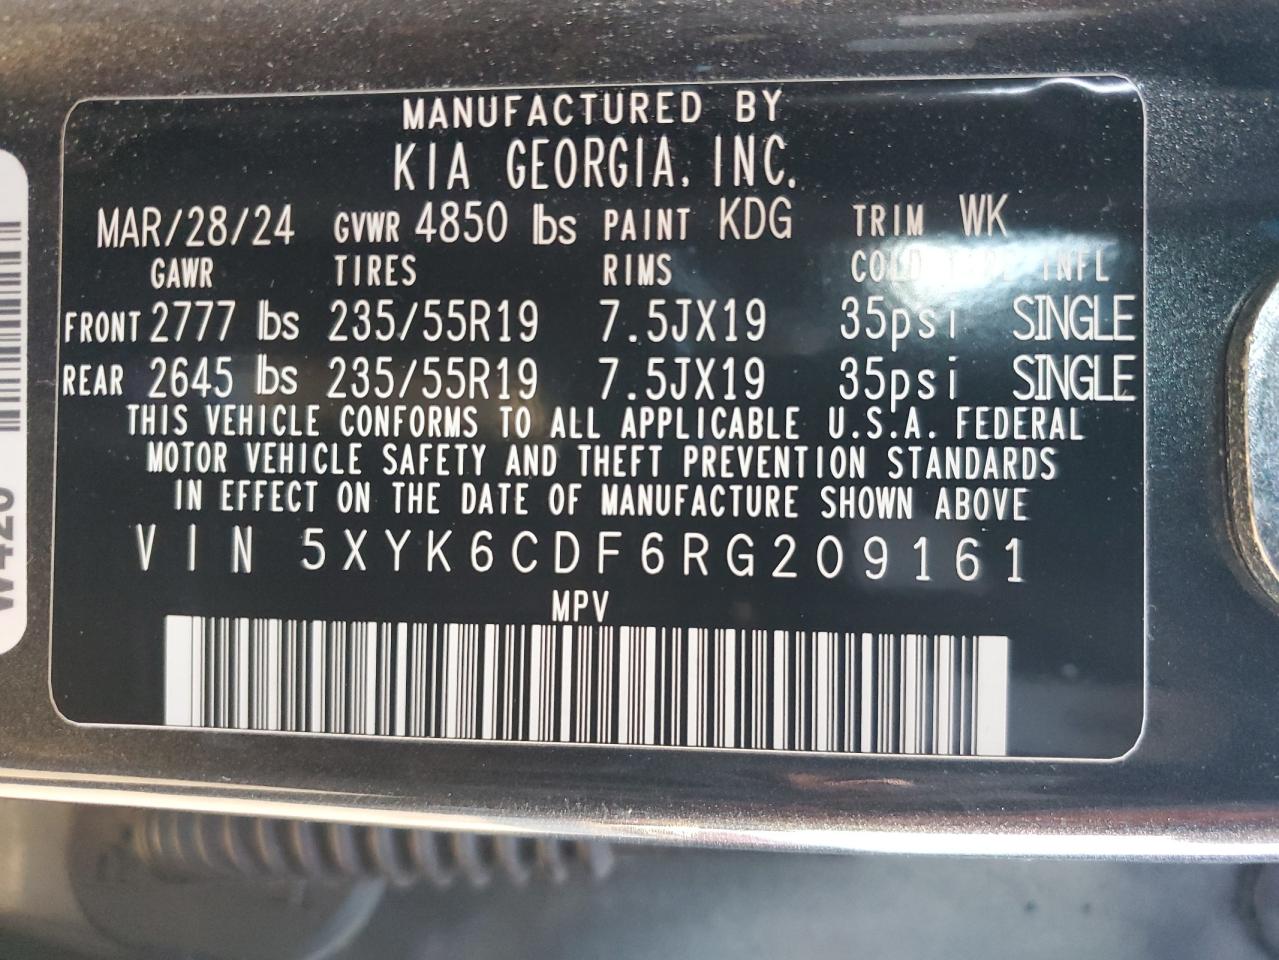 MANUFACTURED BY
KIA GEORGIA, INC.
MAR/28/24 GVWR 4850 lbs PAINT KDG TRIM WK
GAWR TIRES RIMS COLD TIRE INFL
FRONT 2777 lbs 235/55R19 7.5JX19 35psi SINGLE
REAR 2645 lbs 235/55R19 7.5JX19 35psi SINGLE
THIS VEHICLE CONFORMS TO ALL APPLICABLE U.S.A. FEDERAL
MOTOR VEHICLE SAFETY AND THEFT PREVENTION STANDARDS
IN EFFECT ON THE DATE OF MANUFACTURE SHOWN ABOVE
VIN 5XYK6CDF6RG209161
MPV